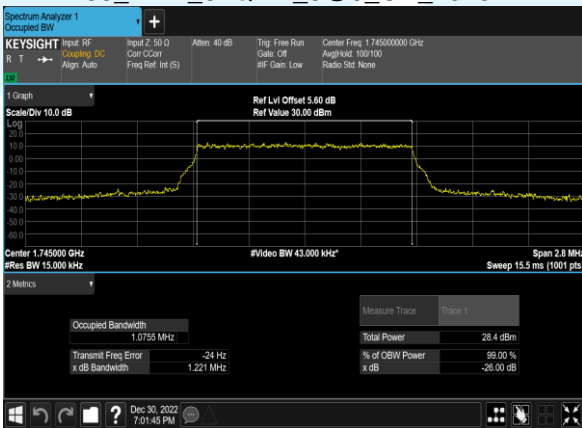 Spectrum Analyzer 1
Occupied BW
+
KEYSIGHT Input: RF Input Z: 50 Ω Atten: 40 dB Trig: Free Run Center Freq: 1.745000000 GHz
R T Coupling: DC Corr CCorr Gate: Off Avg|Hold: 100/100
Align: Auto Freq Ref: Int (S) #IF Gain: Low Radio Std: None
LW
1 Graph
Ref Lvl Offset 5.60 dB
Scale/Div 10.0 dB Ref Value 30.00 dBm
Log
20.0
10.0
0.00
-10.0
-20.0
-30.0
-40.0
-50.0
-60.0
Center 1.745000 GHz #Video BW 43.000 kHz* Span 2.8 MHz
#Res BW 15.000 kHz Sweep 15.5 ms (1001 pts
2 Metrics
Measure Trace Trace 1
Occupied Bandwidth
1.0755 MHz Total Power 28.4 dBm
Transmit Freq Error -24 Hz % of OBW Power 99.00 %
x dB Bandwidth 1.221 MHz x dB -26.00 dB
? Dec 30, 2022
7:01:45 PM